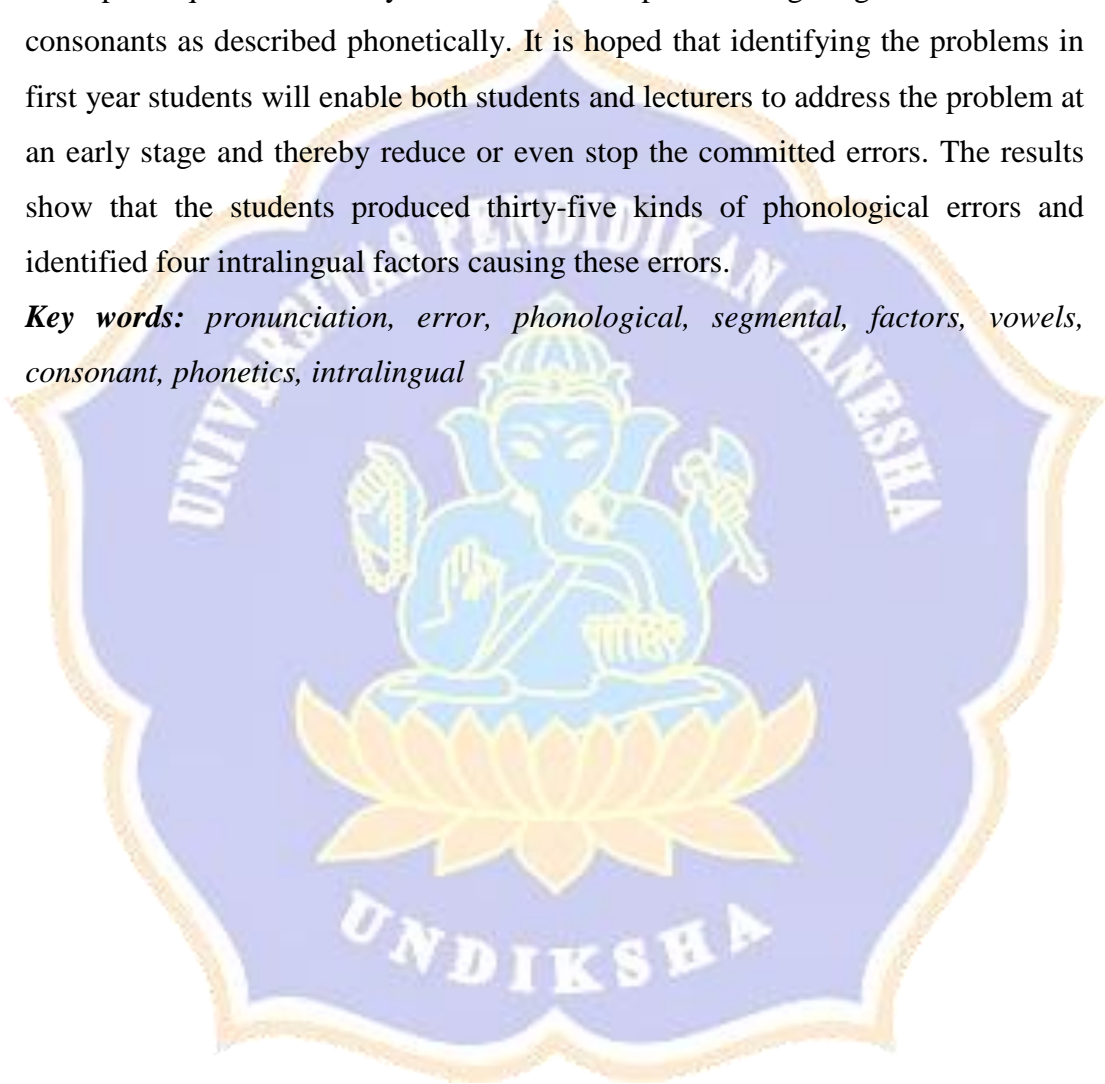 consonants as described phonetically. It is hoped that identifying the problems in
first year students will enable both students and lecturers to address the problem at
an early stage and thereby reduce or even stop the committed errors. The results
show that the students produced thirty-five kinds of phonological errors and
identified four intralingual factors causing these errors.
Key words: pronunciation, error, phonological, segmental, factors, vowels,
consonant, phonetics, intralingual
UNIVERSITAS PENDIDIKAN GANESHA
UNDIKSHA